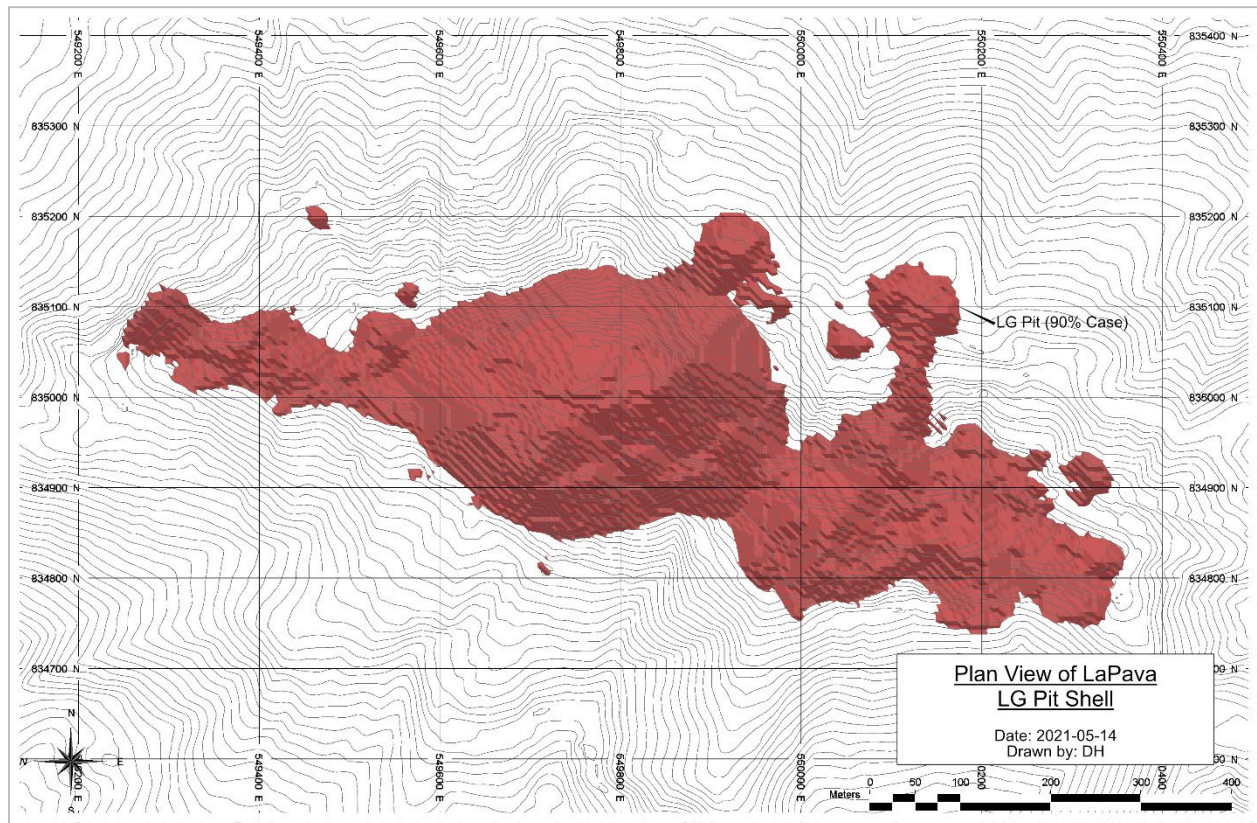 549200 E
549400 E
549600 E
549800 E
550000 E
550200 E
550400 E
835400 N
835400 N
835300 N
835300 N
835200 N
835200 N
835100 N
835100 N
LG Pit (90% Case)
835000 N
835000 N
834900 N
834900 N
834800 N
834800 N
834700 N
Plan View of LaPava
LG Pit Shell
Date: 2021-05-14
Drawn by: DH
N
E
S
549400 E
549600 E
549800 E
550000 E
Meters
0 50 100 200 300 400